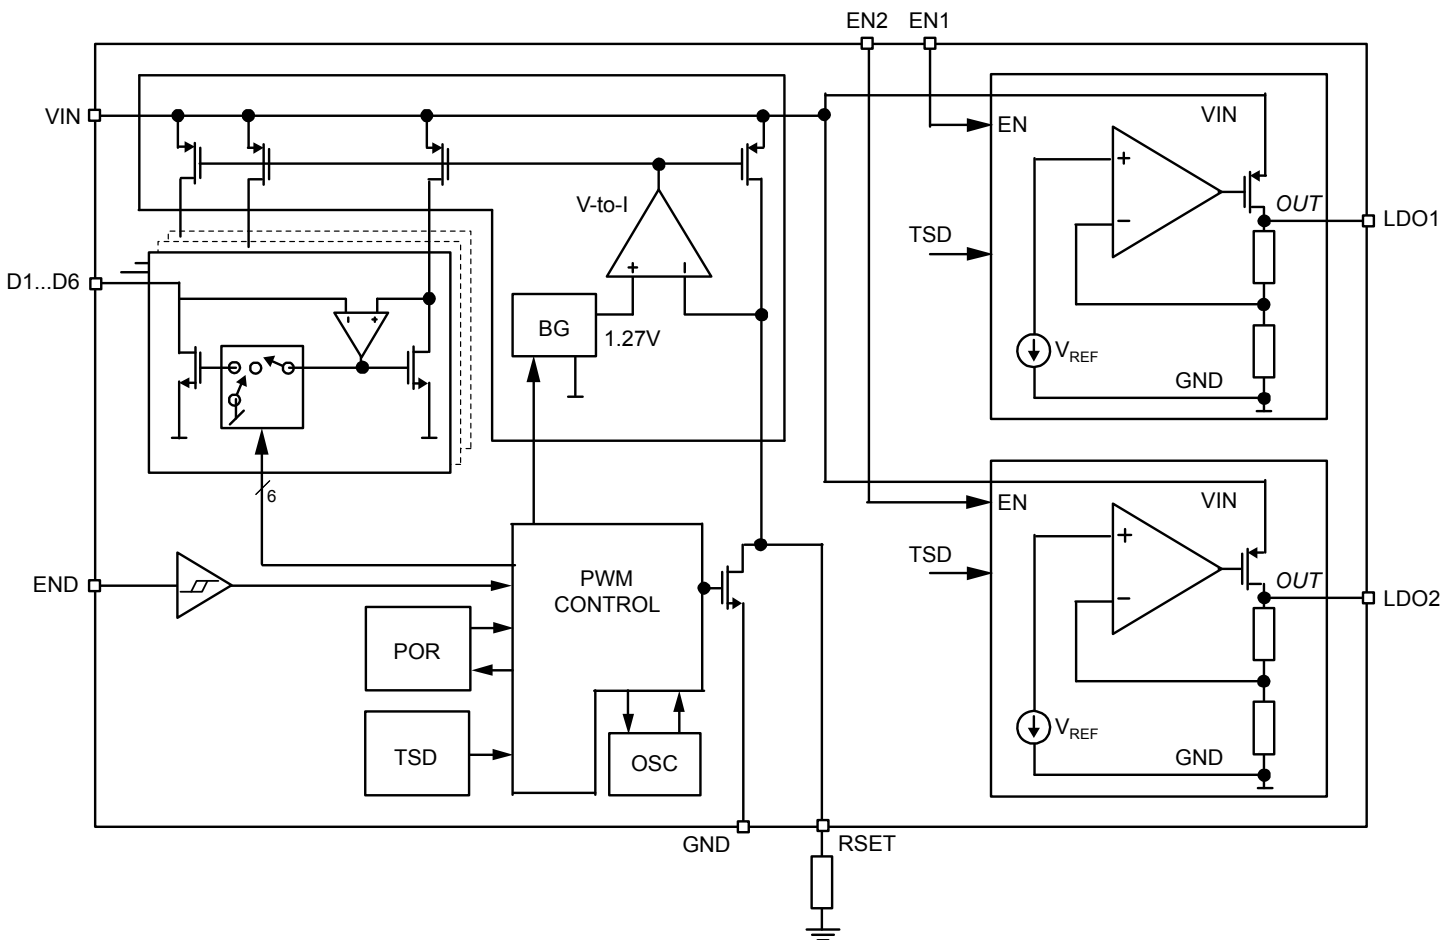 EN2 EN1
VIN
V-to-I
+ −
BG
1.27V
D1...D6
− +
6
END
PWM
CONTROL
POR
TSD
OSC
GND
RSET
EN
VIN
+
−
OUT
LDO1
TSD
VREF
GND
EN
VIN
+
−
OUT
LDO2
TSD
VREF
GND